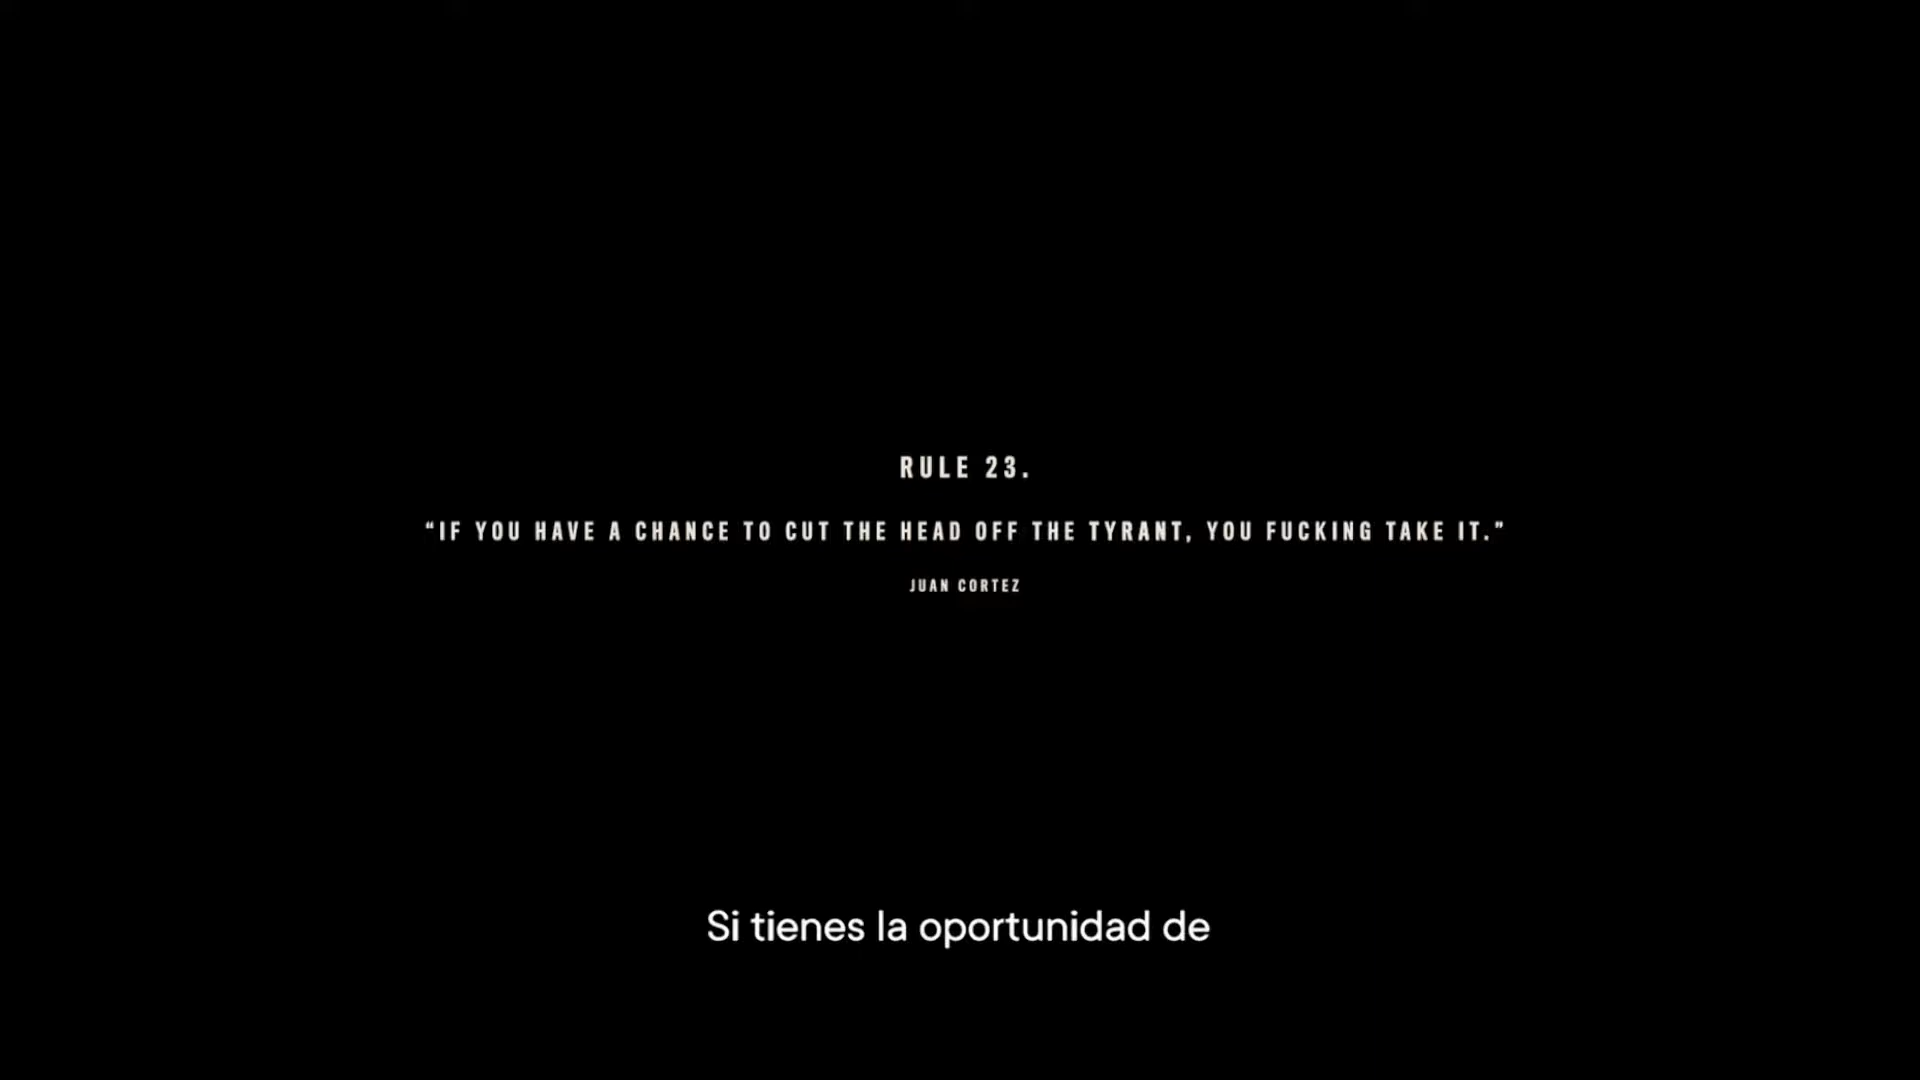 RULE 23.
“IF YOU HAVE A CHANCE TO CUT THE HEAD OFF THE TYRANT, YOU FUCKING TAKE IT.”
JUAN CORTEZ
Si tienes la oportunidad de